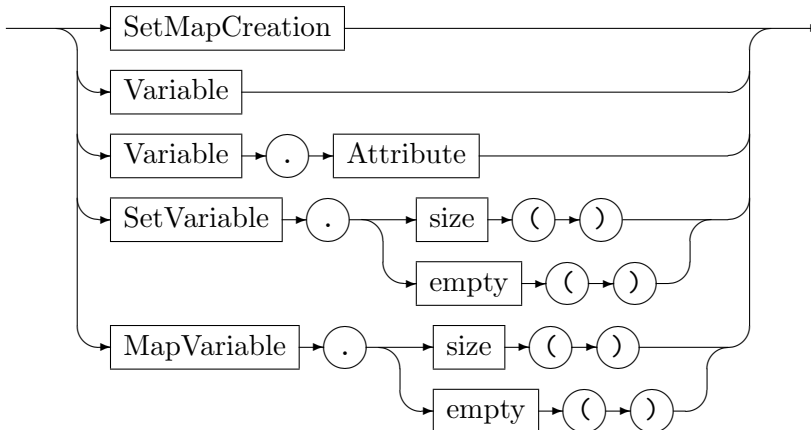 SetMapCreation
Variable
Variable . Attribute
SetVariable . size ( )
empty ( )
MapVariable . size ( )
empty ( )